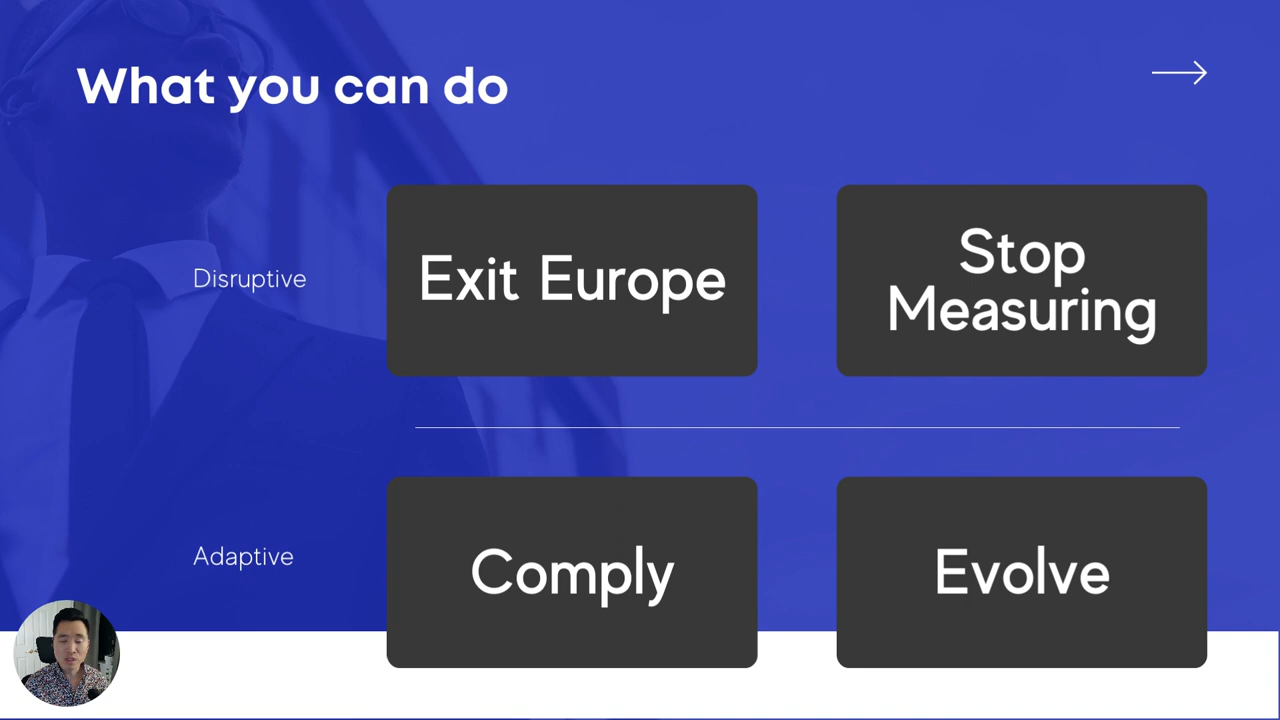 What you can do
Disruptive
Exit Europe
Stop
Measuring
Adaptive
Comply
Evolve